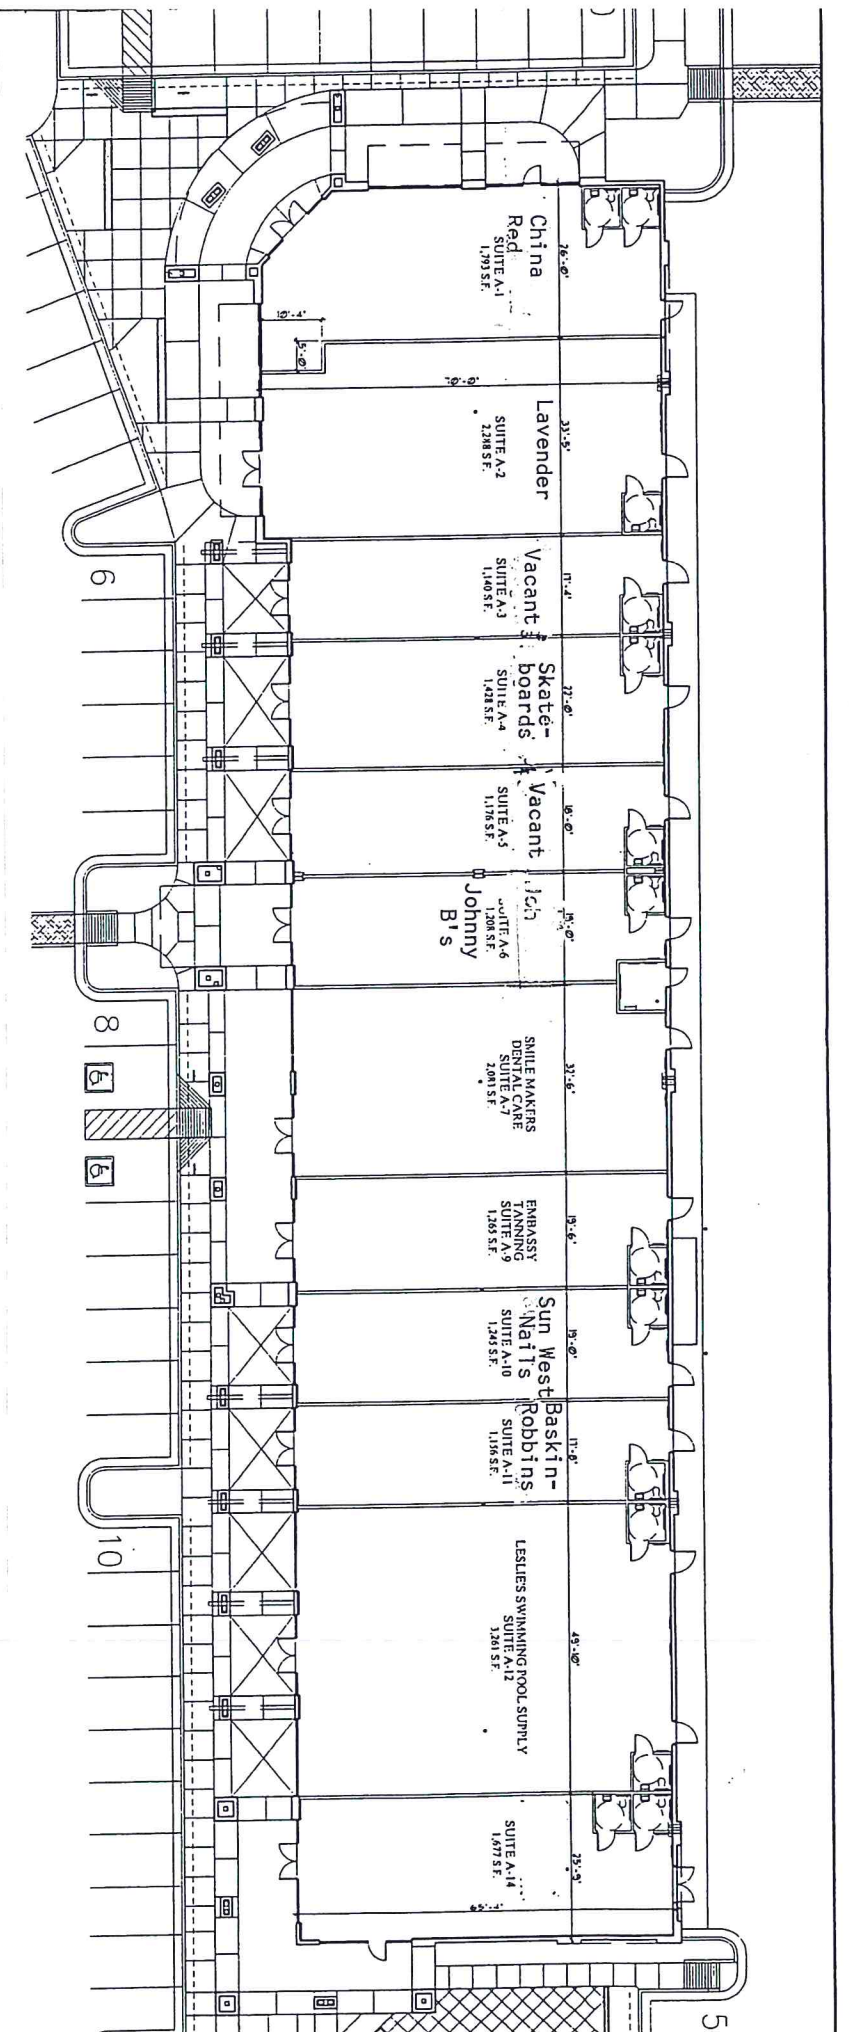 China
Red
SUITE A-1
1,793 S.F.
26'-0"
5'-0"
Lavender
SUITE A-2
2,288 S.F.
33'-5"
Vacant
SUITE A-3
1,140 S.F.
17'-4"
Skate-
boards
SUITE A-4
1,428 S.F.
22'-0"
Vacant
SUITE A-5
1,176 S.F.
18'-0"
SUITE A-6
1,208 S.F.
Johnny
B's
19'-0"
SMILE MAKERS
DENTAL CARE
SUITE A-7
2,081 S.F.
32'-6"
EMBASSY
TANNING
SUITE A-9
1,265 S.F.
19'-6"
Sun West
Nails
SUITE A-10
1,245 S.F.
19'-0"
Baskin-
Robbins
SUITE A-11
1,156 S.F.
17'-8"
LESLIE'S SWIMMING POOL SUPPLY
SUITE A-12
3,261 S.F.
49'-10"
SUITE A-14
1,677 S.F.
25'-9"
65'-4"
6
8
10
5